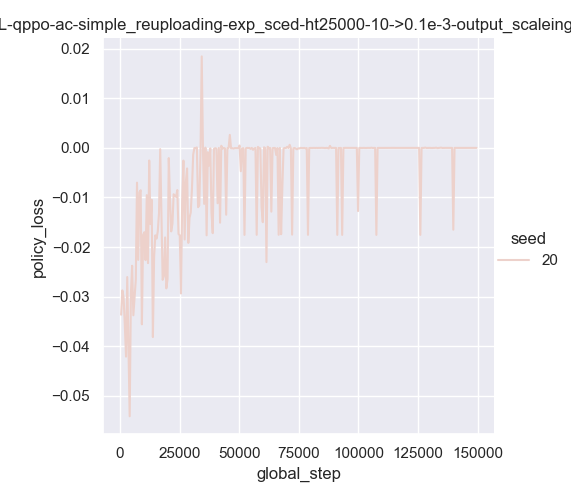 L-qppo-ac-simple_reuploading-exp_sced-ht25000-10->0.1e-3-output_scaleing
0.02
0.01
0.00
−0.01
−0.02
−0.03
−0.04
−0.05
policy_loss
0 25000 50000 75000 100000 125000 150000
global_step
seed
20